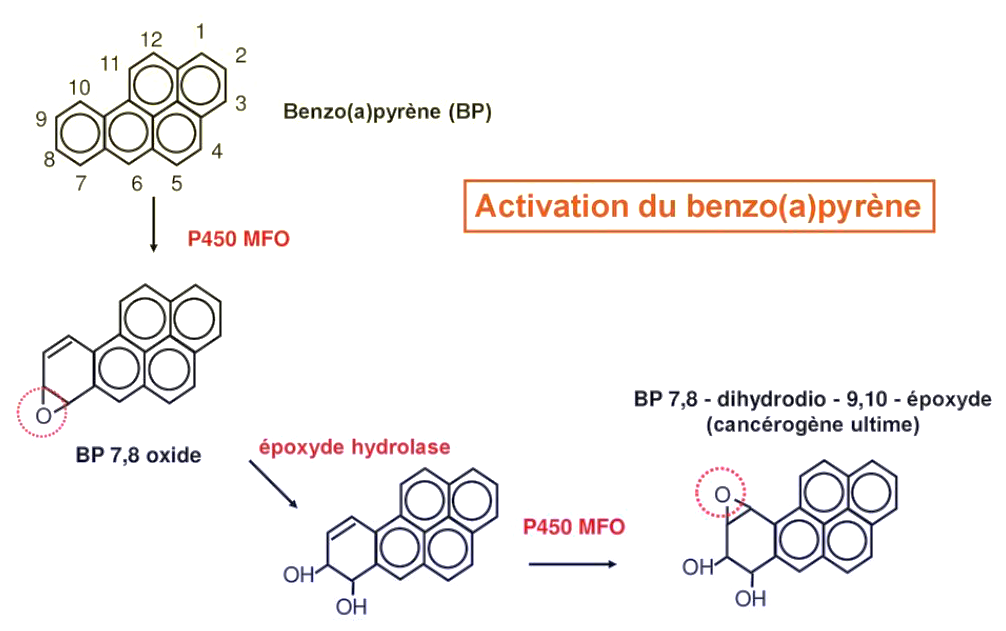 1
12
2
11
10
3
Benzo(a)pyrène (BP)
9
4
8
7
6
5
Activation du benzo(a)pyrène
P450 MFO
O
BP 7,8 oxide
BP 7,8 - dihydrodio - 9,10 - époxyde
(cancérogène ultime)
époxyde hydrolase
O
P450 MFO
OH
OH
OH
OH